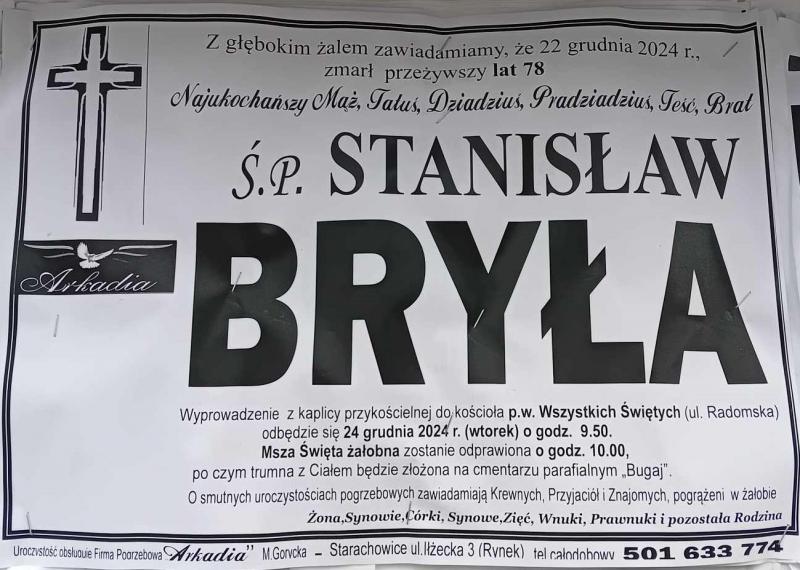 Z głębokim żalem zawiadamiamy, że 22 grudnia 2024 r.,
zmarł przeżywszy lat 78
Najukochańszy Mąż, Tatuś, Dziadziuś, Pradziadziuś, Teść, Brat
Ś.P. STANISŁAW
BRYŁA
Arkadia
Wyprowadzenie z kaplicy przykościelnej do kościoła p.w. Wszystkich Świętych (ul. Radomska)
odbędzie się 24 grudnia 2024 r. (wtorek) o godz. 9.50.
Msza Święta żałobna zostanie odprawiona o godz. 10.00,
po czym trumna z Ciałem będzie złożona na cmentarzu parafialnym „Bugaj”.
O smutnych uroczystościach pogrzebowych zawiadamiają Krewnych, Przyjaciół i Znajomych, pogrążeni w żałobie
Żona,Synowie,Córki, Synowe,Zięć, Wnuki, Prawnuki i pozostała Rodzina
Uroczystość obsługuje Firma Pogrzebowa "Arkadia" M.Gorycka – Starachowice ul.Iłżecka 3 (Rynek) tel.całodobowy 501 633 774